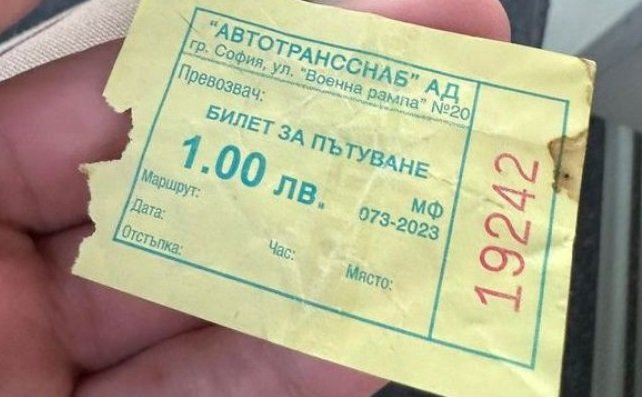 "АВТОТРАНССНАБ" АД
гр. София, ул. "Военна рампа" №20
Превозвач:
БИЛЕТ ЗА ПЪТУВАНЕ
1.00 лв.
МФ
073-2023
Маршрут:
Дата:
Час:
Място:
Отстъпка:
19242